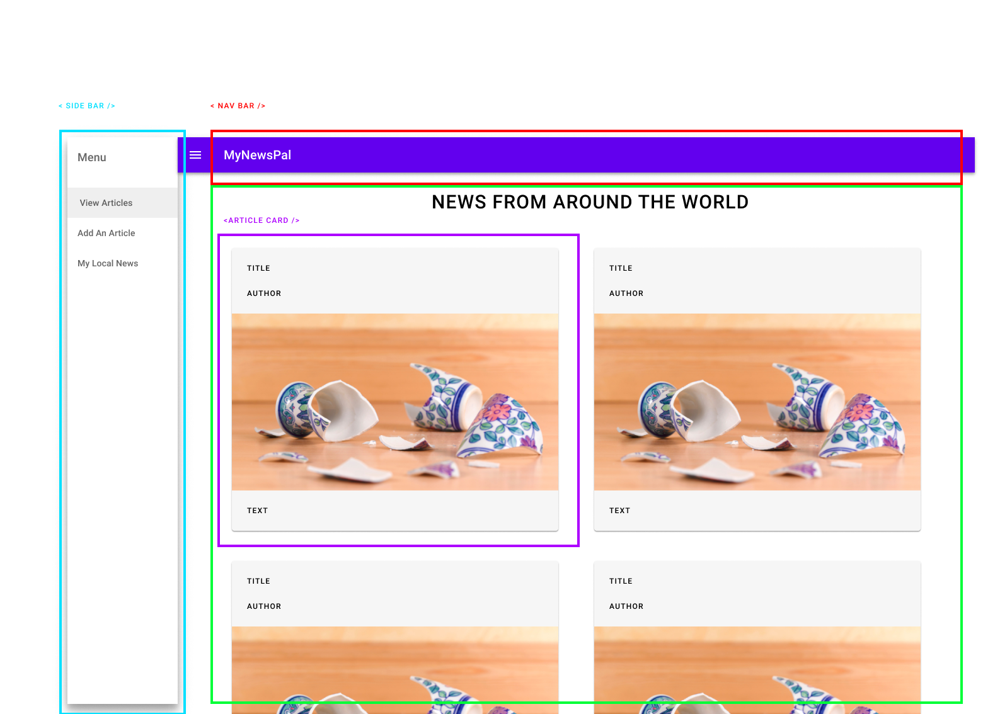 < SIDE BAR />
< NAV BAR />
Menu
MyNewsPal
View Articles
Add An Article
My Local News
NEWS FROM AROUND THE WORLD
<ARTICLE CARD />
TITLE
AUTHOR
TEXT
TITLE
AUTHOR
TEXT
TITLE
AUTHOR
TITLE
AUTHOR